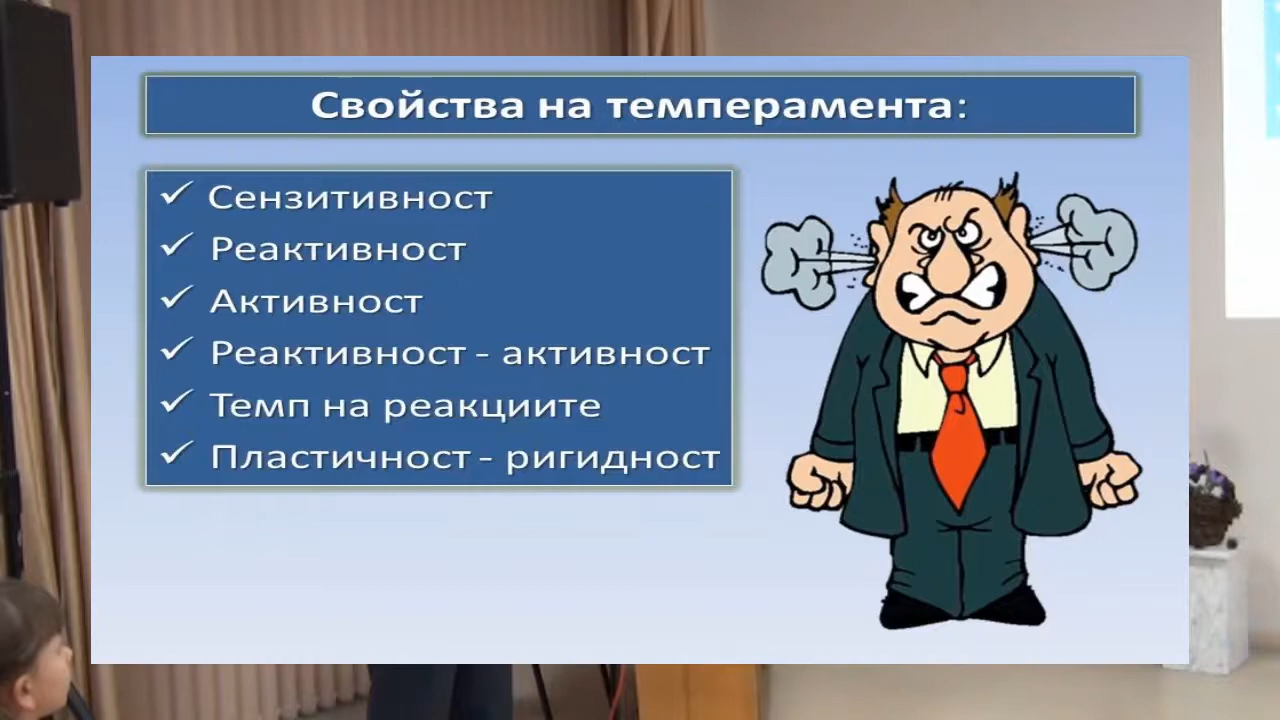 Свойства на темперамента:
✓ Сензитивност
✓ Реактивност
✓ Активност
✓ Реактивност - активност
✓ Темп на реакциите
✓ Пластичност - ригидност